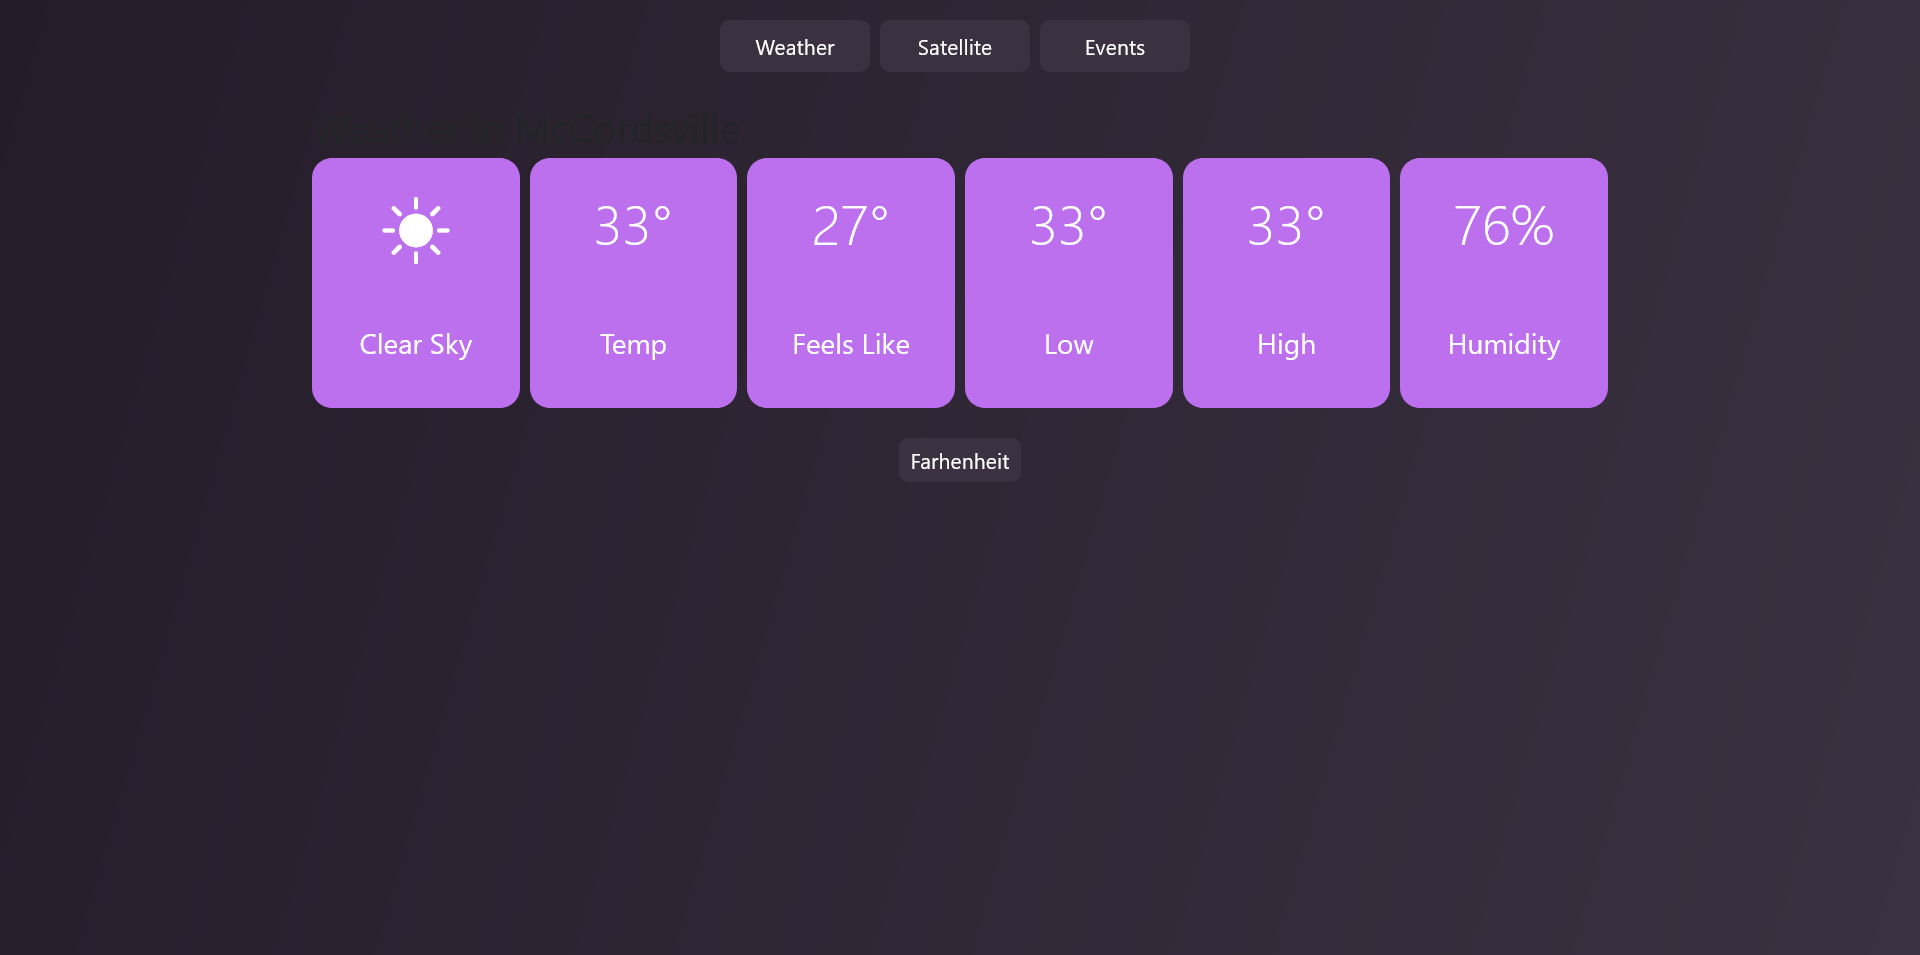 Weather Satellite Events
Weather in McCordsville
33° 27° 33° 33° 76%
Clear Sky Temp Feels Like Low High Humidity
Farhenheit